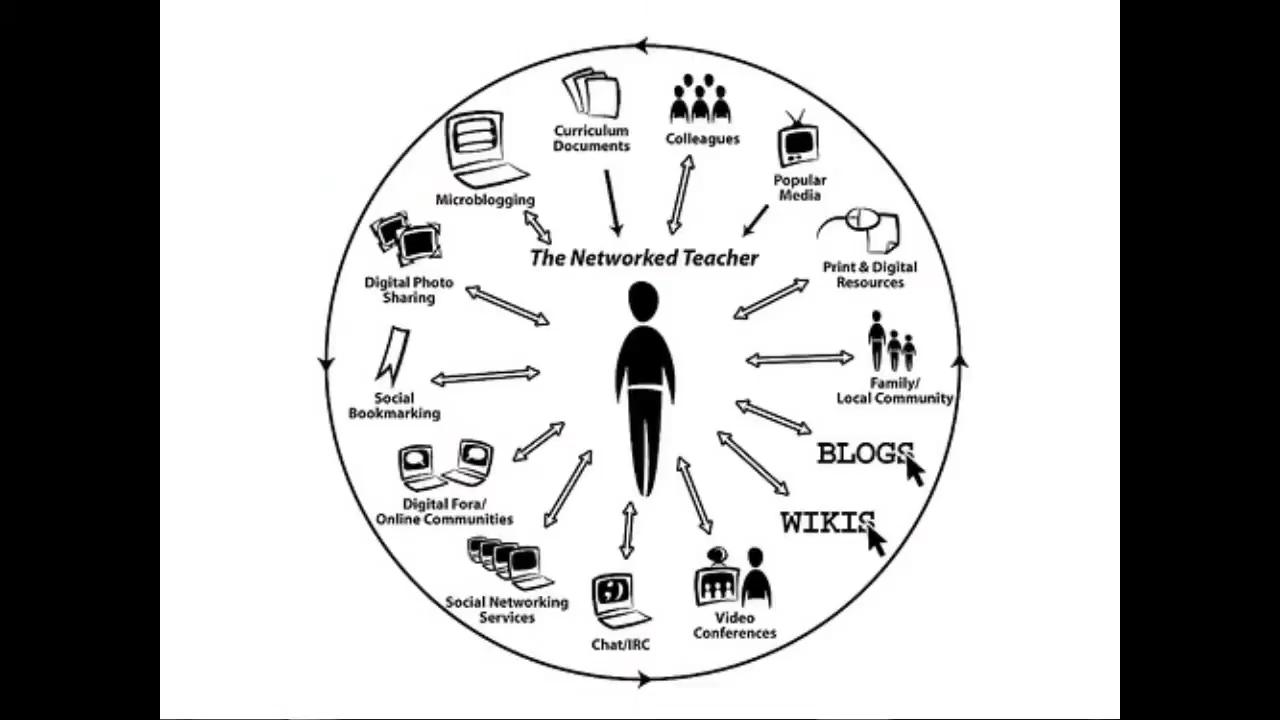 Curriculum
Documents
Colleagues
Popular
Media
Microblogging
The Networked Teacher
Digital Photo
Sharing
Print & Digital
Resources
Social
Bookmarking
Family/
Local Community
BLOGS
Digital Fora/
Online Communities
WIKIS
Social Networking
Services
Chat/IRC
Video
Conferences